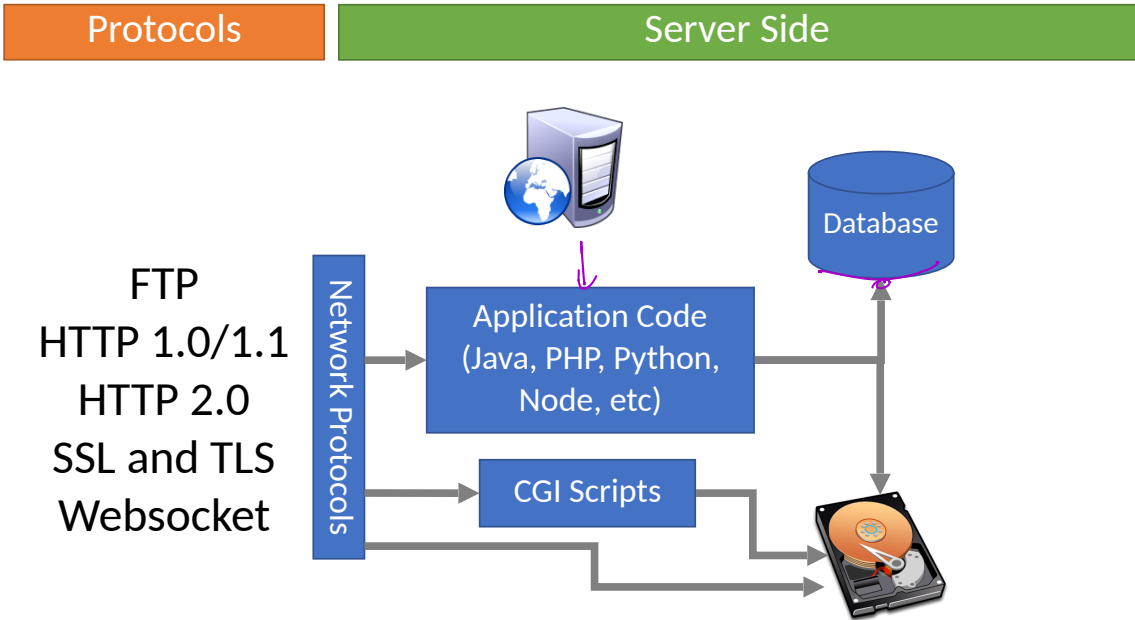 Protocols
Server Side
Database
FTP
HTTP 1.0/1.1
HTTP 2.0
SSL and TLS
Websocket
Network Protocols
Application Code
(Java, PHP, Python,
Node, etc)
CGI Scripts